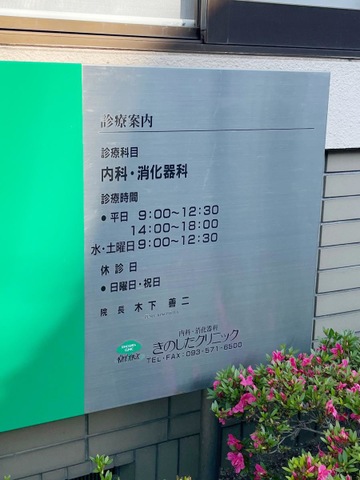 診療案内
診療科目
内科・消化器科
診療時間
●平日 9:00〜12:30
14:00〜18:00
水・土曜日 9:00〜12:30
休診日
●日曜日・祝日
院長 木下 善二
内科・消化器科
きのしたクリニック
TEL・FAX:093-571-6500